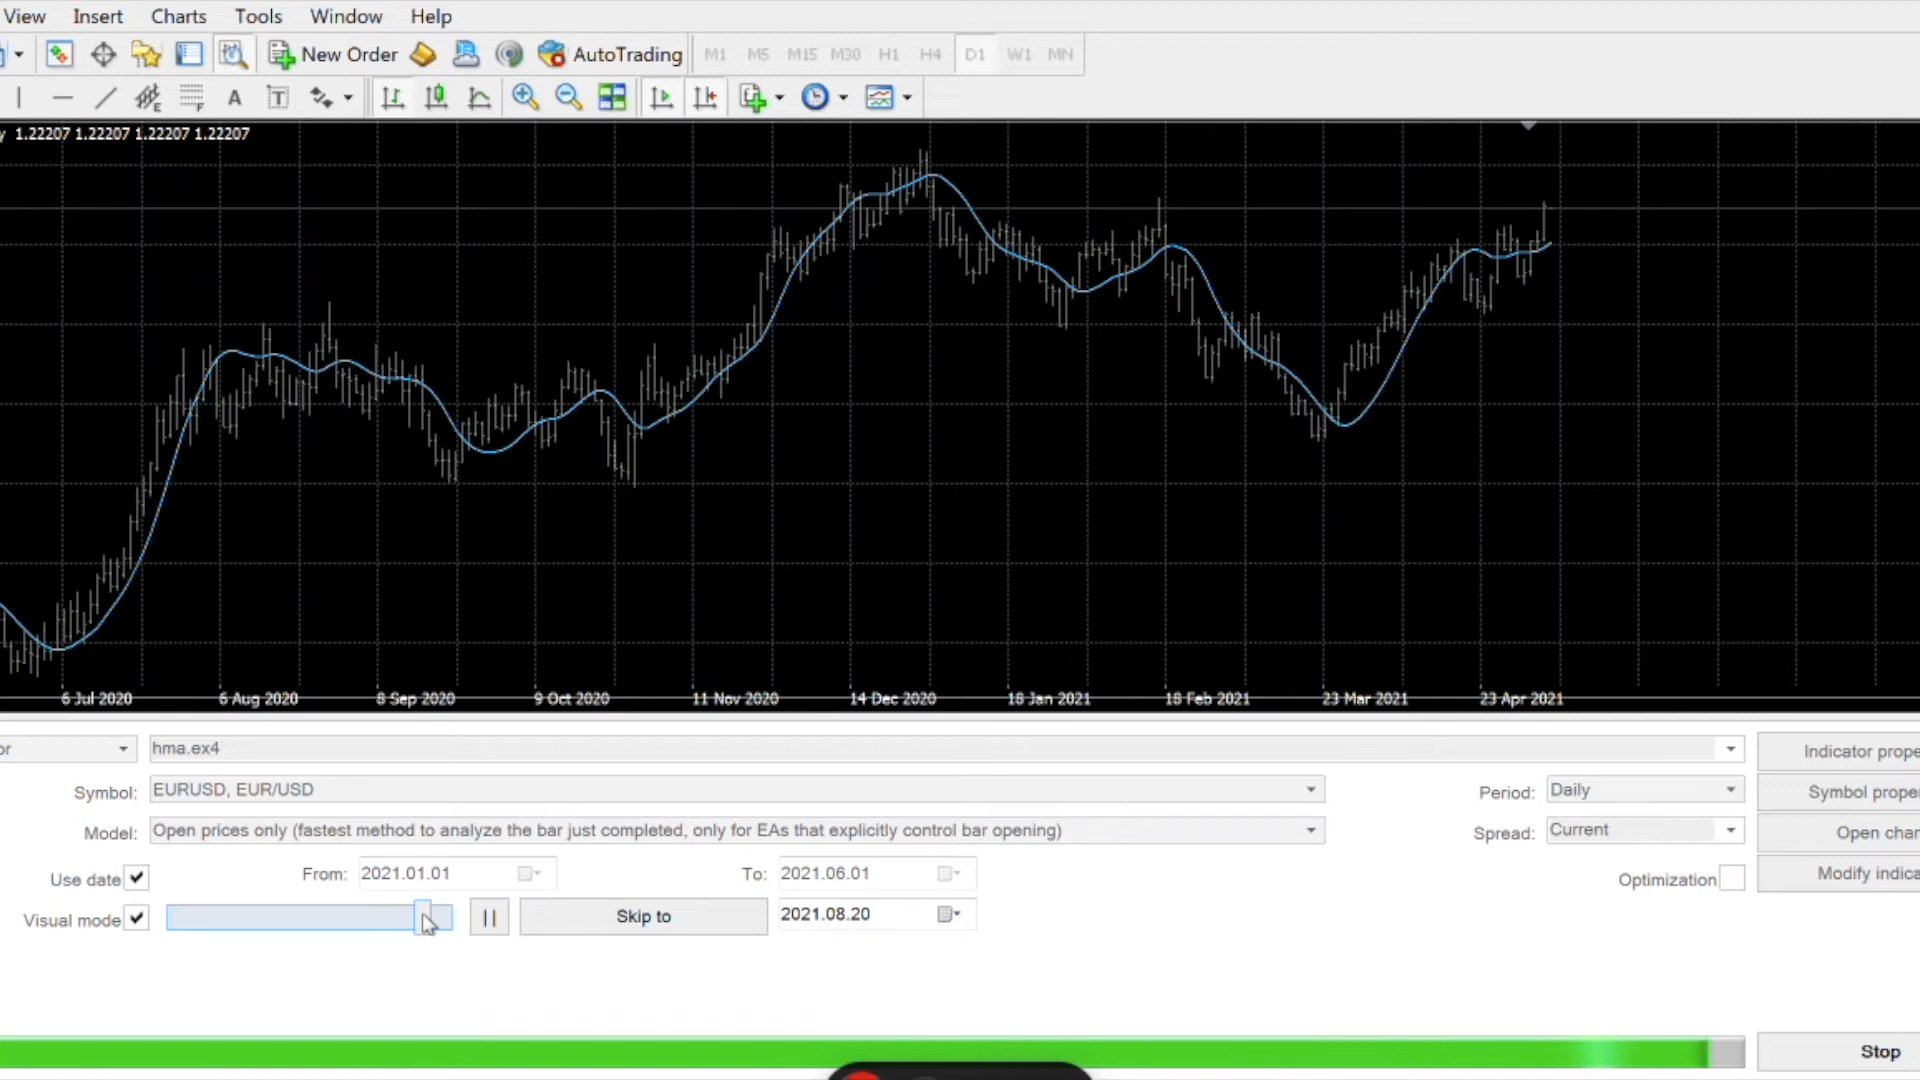 View Insert Charts Tools Window Help
New Order AutoTrading M1 M5 M15 M30 H1 H4 D1 W1 MN
E F A T
y 1.22207 1.22207 1.22207 1.22207
6 Jul 2020 6 Aug 2020 8 Sep 2020 9 Oct 2020 11 Nov 2020 14 Dec 2020 18 Jan 2021 18 Feb 2021 23 Mar 2021 23 Apr 2021
or hma.ex4 Indicator prope
Symbol: EURUSD, EUR/USD Period: Daily Symbol prope
Model: Open prices only (fastest method to analyze the bar just completed, only for EAs that explicitly control bar opening) Spread: Current Open char
Use date From: 2021.01.01 To: 2021.06.01 Optimization Modify indica
Visual mode Skip to 2021.08.20
Stop